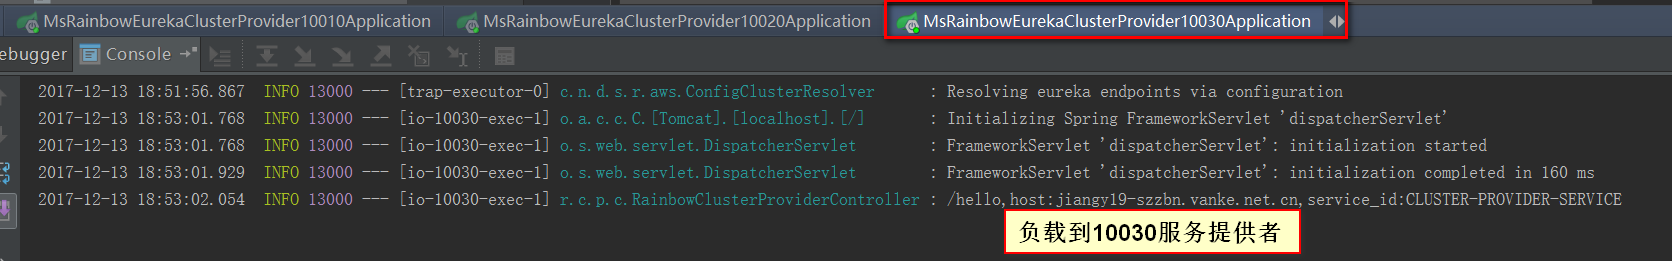 MsRainbowEurekaClusterProvider10010Application MsRainbowEurekaClusterProvider10020Application MsRainbowEurekaClusterProvider10030Application
ebugger Console
2017-12-13 18:51:56.867  INFO 13000 --- [trap-executor-0] c.n.d.s.r.aws.ConfigClusterResolver      : Resolving eureka endpoints via configuration
2017-12-13 18:53:01.768  INFO 13000 --- [io-10030-exec-1] o.a.c.c.C.[Tomcat].[localhost].[/]       : Initializing Spring FrameworkServlet 'dispatcherServlet'
2017-12-13 18:53:01.768  INFO 13000 --- [io-10030-exec-1] o.s.web.servlet.DispatcherServlet        : FrameworkServlet 'dispatcherServlet': initialization started
2017-12-13 18:53:01.929  INFO 13000 --- [io-10030-exec-1] o.s.web.servlet.DispatcherServlet        : FrameworkServlet 'dispatcherServlet': initialization completed in 160 ms
2017-12-13 18:53:02.054  INFO 13000 --- [io-10030-exec-1] r.c.p.c.RainbowClusterProviderController : /hello,host:jiangy19-szzbn.vanke.net.cn,service_id:CLUSTER-PROVIDER-SERVICE
负载到10030服务提供者